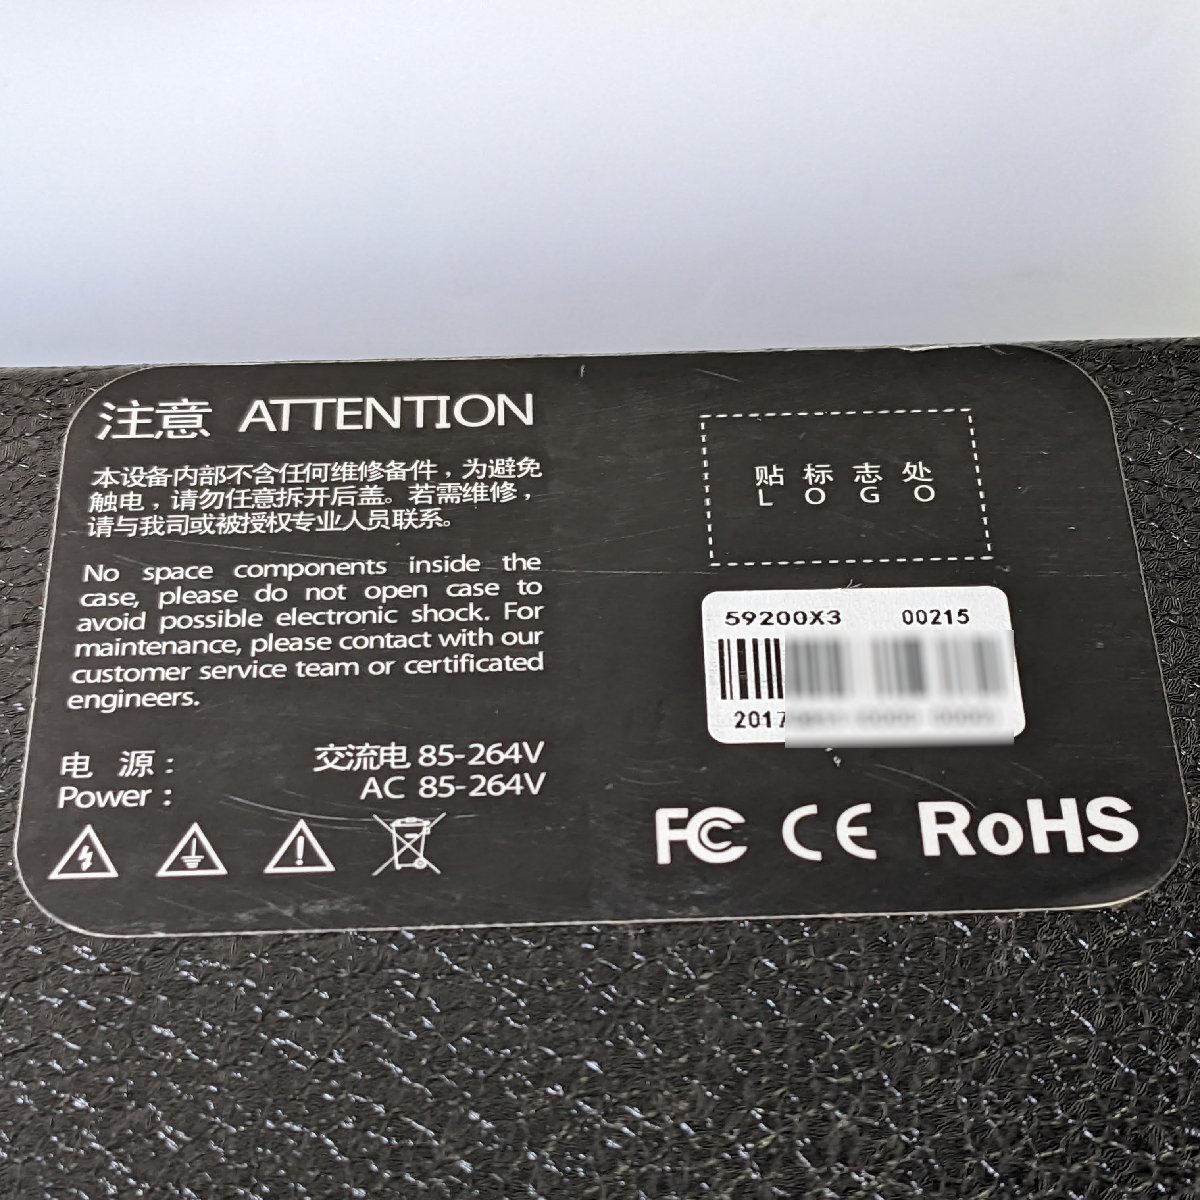 注意 ATTENTION
本设备内部不含任何维修备件，为避免
触电，请勿任意拆开后盖。若需维修，
请与我司或被授权专业人员联系。
No space components inside the
case, please do not open case to
avoid possible electronic shock. For
maintenance, please contact with our
customer service team or certificated
engineers.
电 源： 交流电 85-264V
Power： AC 85-264V
贴 标 志 处
L O G O
59200X3 00215
2017
FC CE RoHS